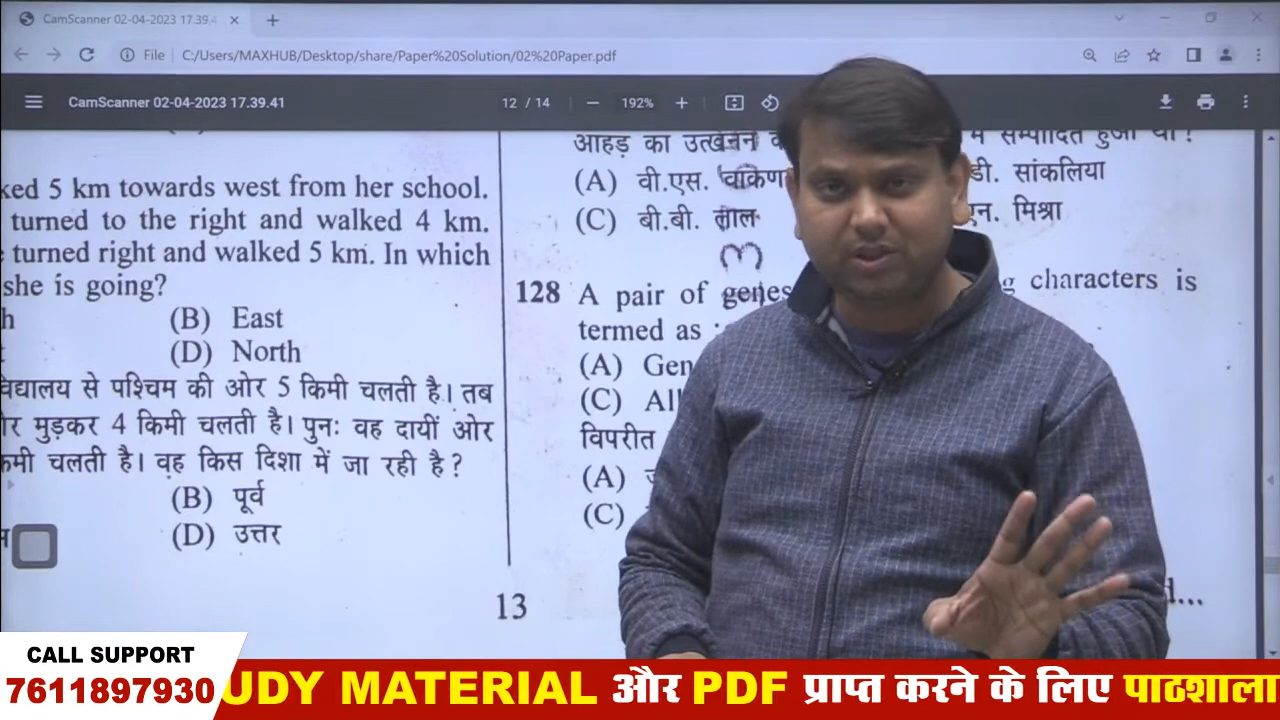 CamScanner 02-04-2023 17.39.4
File C:/Users/MAXHUB/Desktop/share/Paper%20Solution/02%20Paper.pdf
CamScanner 02-04-2023 17.39.41
12 / 14
192%
ked 5 km towards west from her school.
turned to the right and walked 4 km.
turned right and walked 5 km. In which
she is going?
h (B) East
(D) North
विद्यालय से पश्चिम की ओर 5 किमी चलती है। तब
र मुड़कर 4 किमी चलती है। पुनः वह दायीं ओर
कमी चलती है। वह किस दिशा में जा रही है?
(B) पूर्व
(D) उत्तर
13
आहड़ का उत्खनन में सम्पादित हुआ था?
(A) वी.एस. वाकण डी. सांकलिया
(C) बी.बी. लाल एन. मिश्रा
128 A pair of genes g characters is
termed as :
(A) Gen
(C) All
विपरीत
(A)
(C)
CALL SUPPORT
7611897930
UDY MATERIAL और PDF प्राप्त करने के लिए पाठशाला